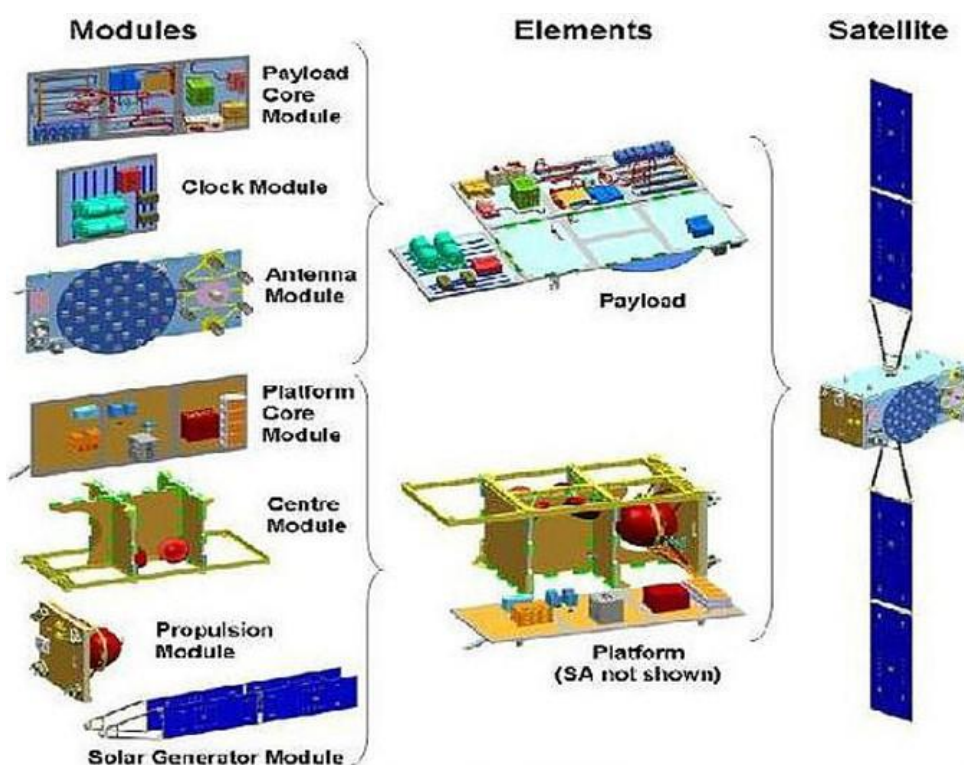 Modules
Elements
Satellite
Payload
Core
Module
Clock Module
Antenna
Module
Payload
Platform
Core
Module
Centre
Module
Propulsion
Module
Platform
(SA not shown)
Solar Generator Module